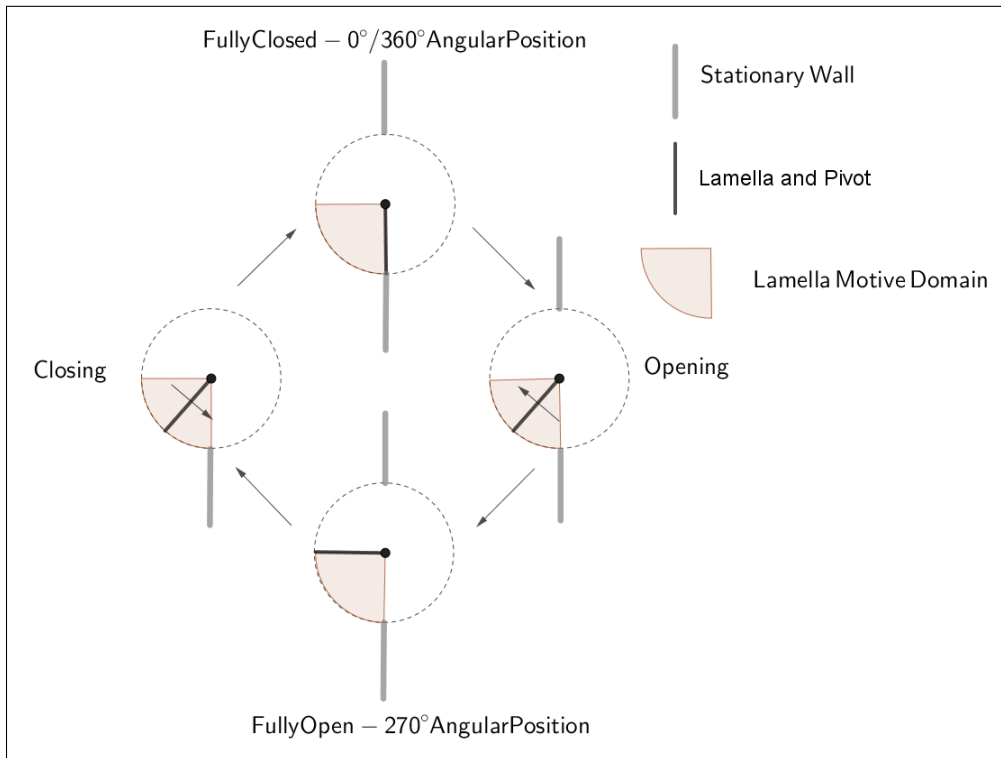 FullyClosed – 0°/360°AngularPosition
Stationary Wall
Lamella and Pivot
Lamella Motive Domain
Closing
Opening
FullyOpen – 270°AngularPosition